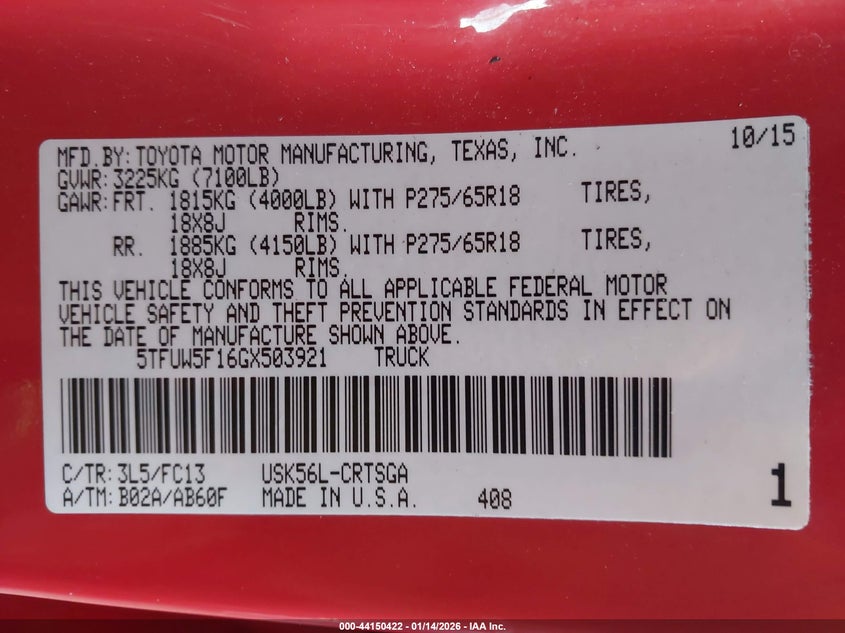 MFD.BY:TOYOTA MOTOR MANUFACTURING, TEXAS, INC. 10/15
GVWR:3225KG (7100LB)
GAWR:FRT. 1815KG (4000LB) WITH P275/65R18 TIRES,
18X8J RIMS.
RR. 1885KG (4150LB) WITH P275/65R18 TIRES,
18X8J RIMS.
THIS VEHICLE CONFORMS TO ALL APPLICABLE FEDERAL MOTOR
VEHICLE SAFETY AND THEFT PREVENTION STANDARDS IN EFFECT ON
THE DATE OF MANUFACTURE SHOWN ABOVE.
5TFUW5F16GX503921 TRUCK
C/TR:3L5/FC13 USK56L-CRTSGA
A/TM:B02A/AB60F MADE IN U.S.A. 408 1
000-44150422 - 01/14/2026 - IAA Inc.